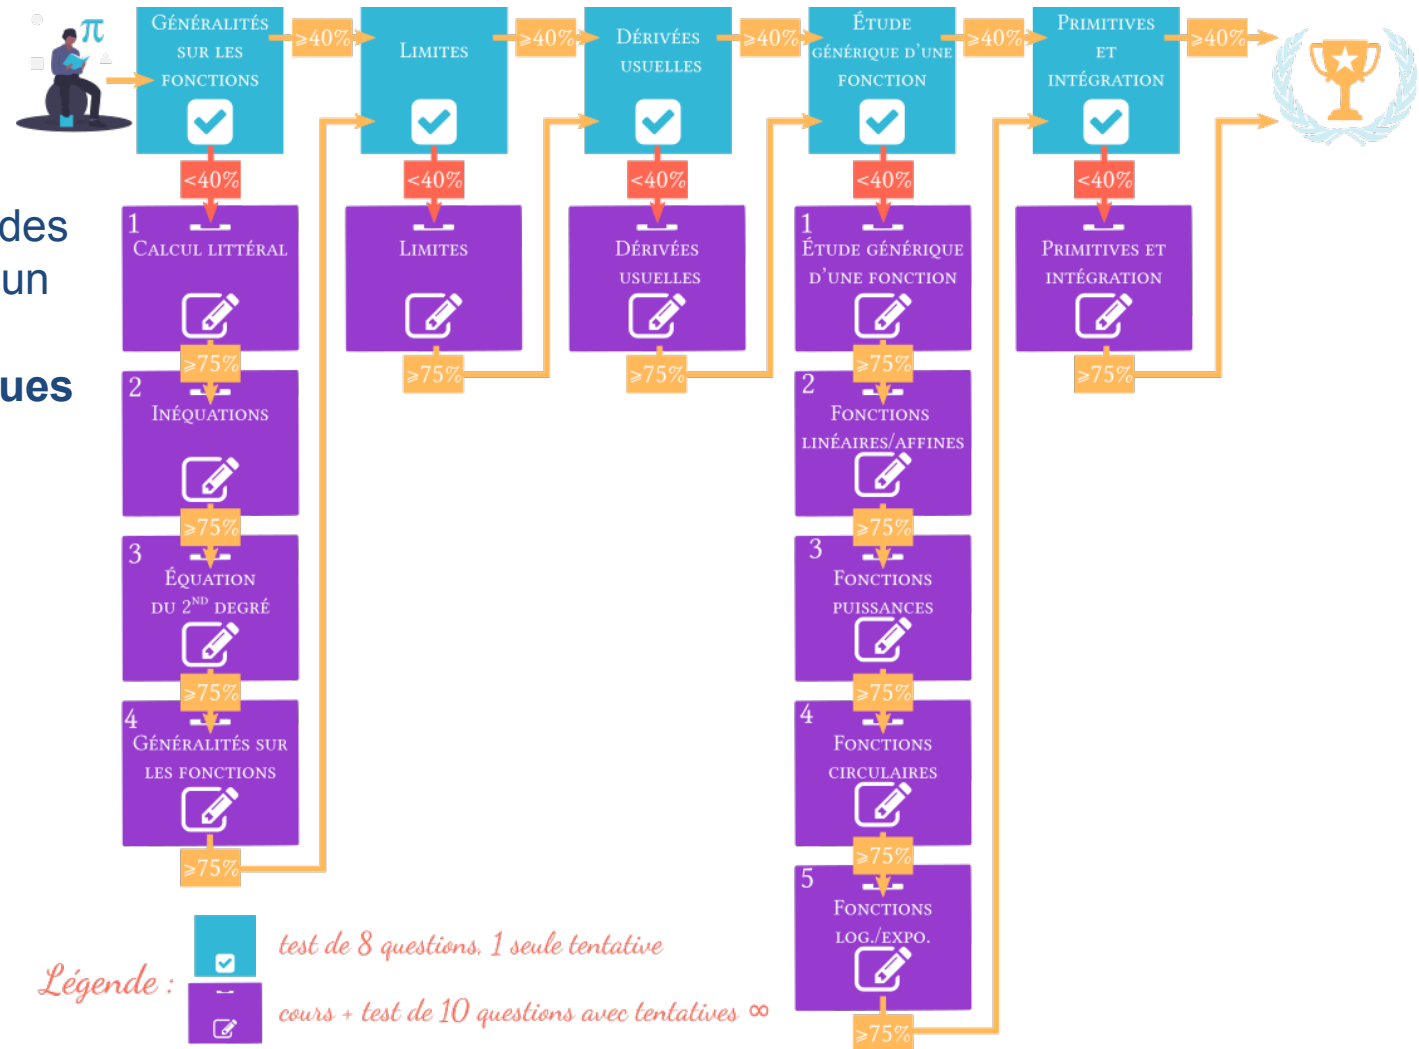 π
GÉNÉRALITÉS
SUR LES
FONCTIONS
≥40%
LIMITES
≥40%
DÉRIVÉES
USUELLES
≥40%
ÉTUDE
GÉNÉRIQUE D'UNE
FONCTION
≥40%
PRIMITIVES
ET
INTÉGRATION
≥40%
<40%
<40%
<40%
<40%
<40%
des
un
ues
1
CALCUL LITTÉRAL
≥75%
2
INÉQUATIONS
≥75%
3
ÉQUATION
DU 2ND DEGRÉ
≥75%
4
GÉNÉRALITÉS SUR
LES FONCTIONS
≥75%
LIMITES
≥75%
DÉRIVÉES
USUELLES
≥75%
1
ÉTUDE GÉNÉRIQUE
D'UNE FONCTION
≥75%
2
FONCTIONS
LINÉAIRES/AFFINES
≥75%
3
FONCTIONS
PUISSANCES
≥75%
4
FONCTIONS
CIRCULAIRES
≥75%
5
FONCTIONS
LOG./EXPO.
≥75%
PRIMITIVES ET
INTÉGRATION
≥75%
Légende :
test de 8 questions, 1 seule tentative
cours + test de 10 questions avec tentatives ∞